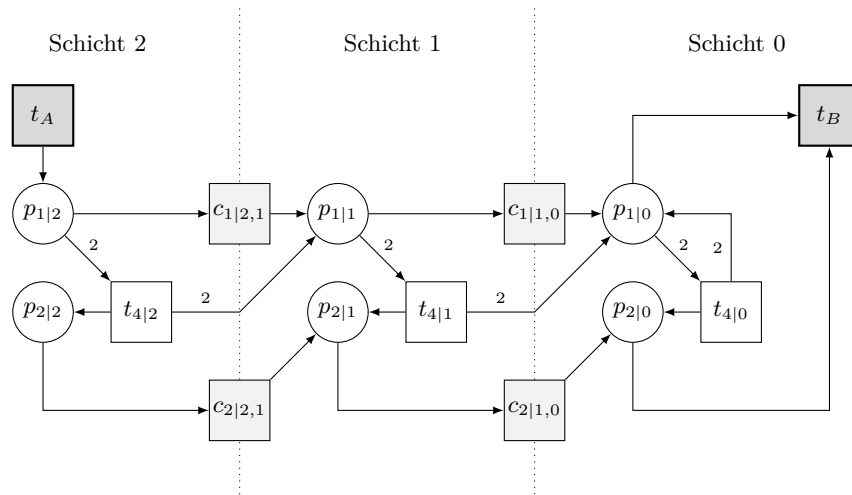 Schicht 2 Schicht 1 Schicht 0
t_A t_B
p_{1|2} c_{1|2,1} p_{1|1} c_{1|1,0} p_{1|0}
2 2 2 2
p_{2|2} t_{4|2} 2 p_{2|1} t_{4|1} 2 p_{2|0} t_{4|0}
c_{2|2,1} c_{2|1,0}